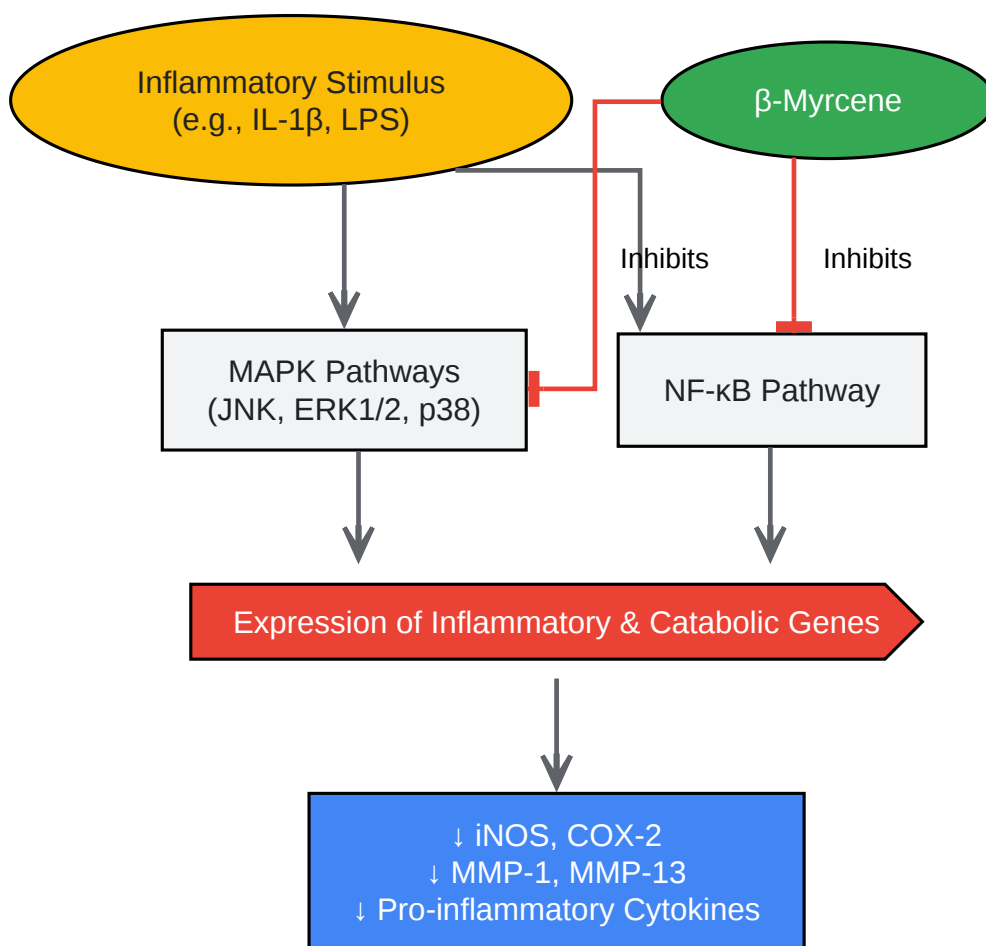 Inflammatory Stimulus
(e.g., IL-1β, LPS)
β-Myrcene
Inhibits
Inhibits
MAPK Pathways
(JNK, ERK1/2, p38)
NF-κB Pathway
Expression of Inflammatory & Catabolic Genes
↓ iNOS, COX-2
↓ MMP-1, MMP-13
↓ Pro-inflammatory Cytokines